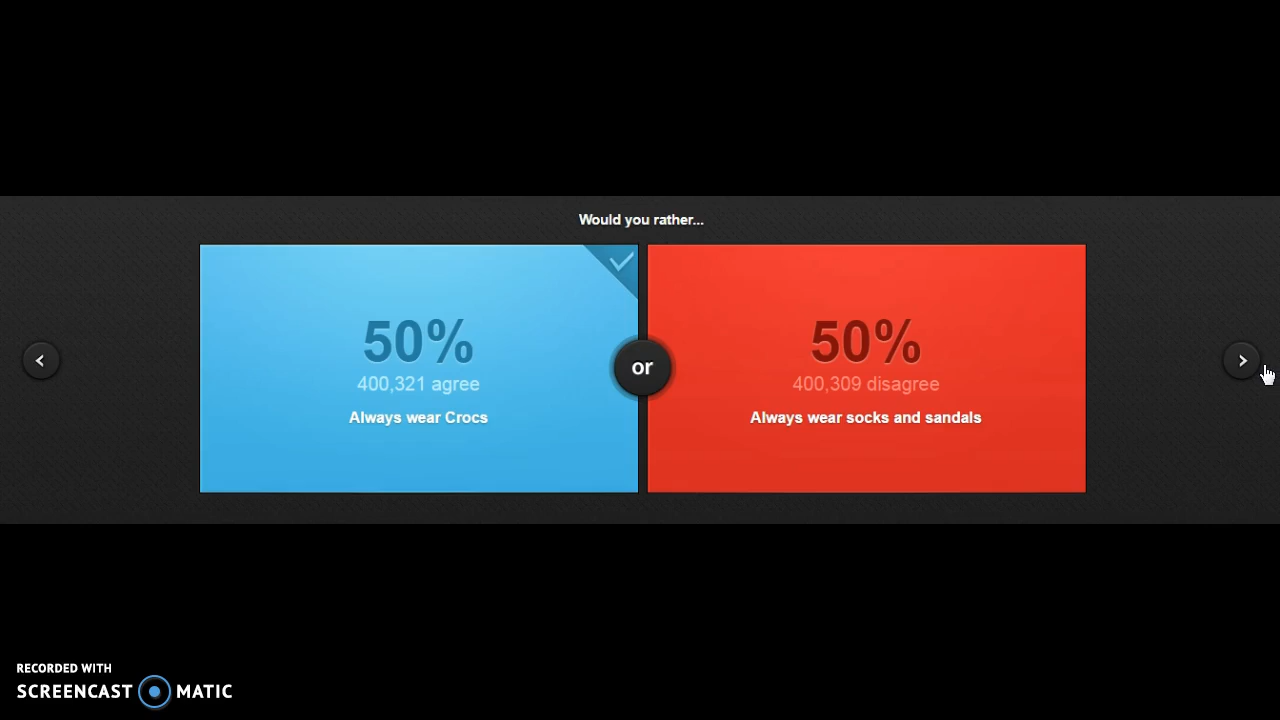 Would you rather...
50%
400,321 agree
Always wear Crocs
or
50%
400,309 disagree
Always wear socks and sandals
RECORDED WITH
SCREENCAST MATIC